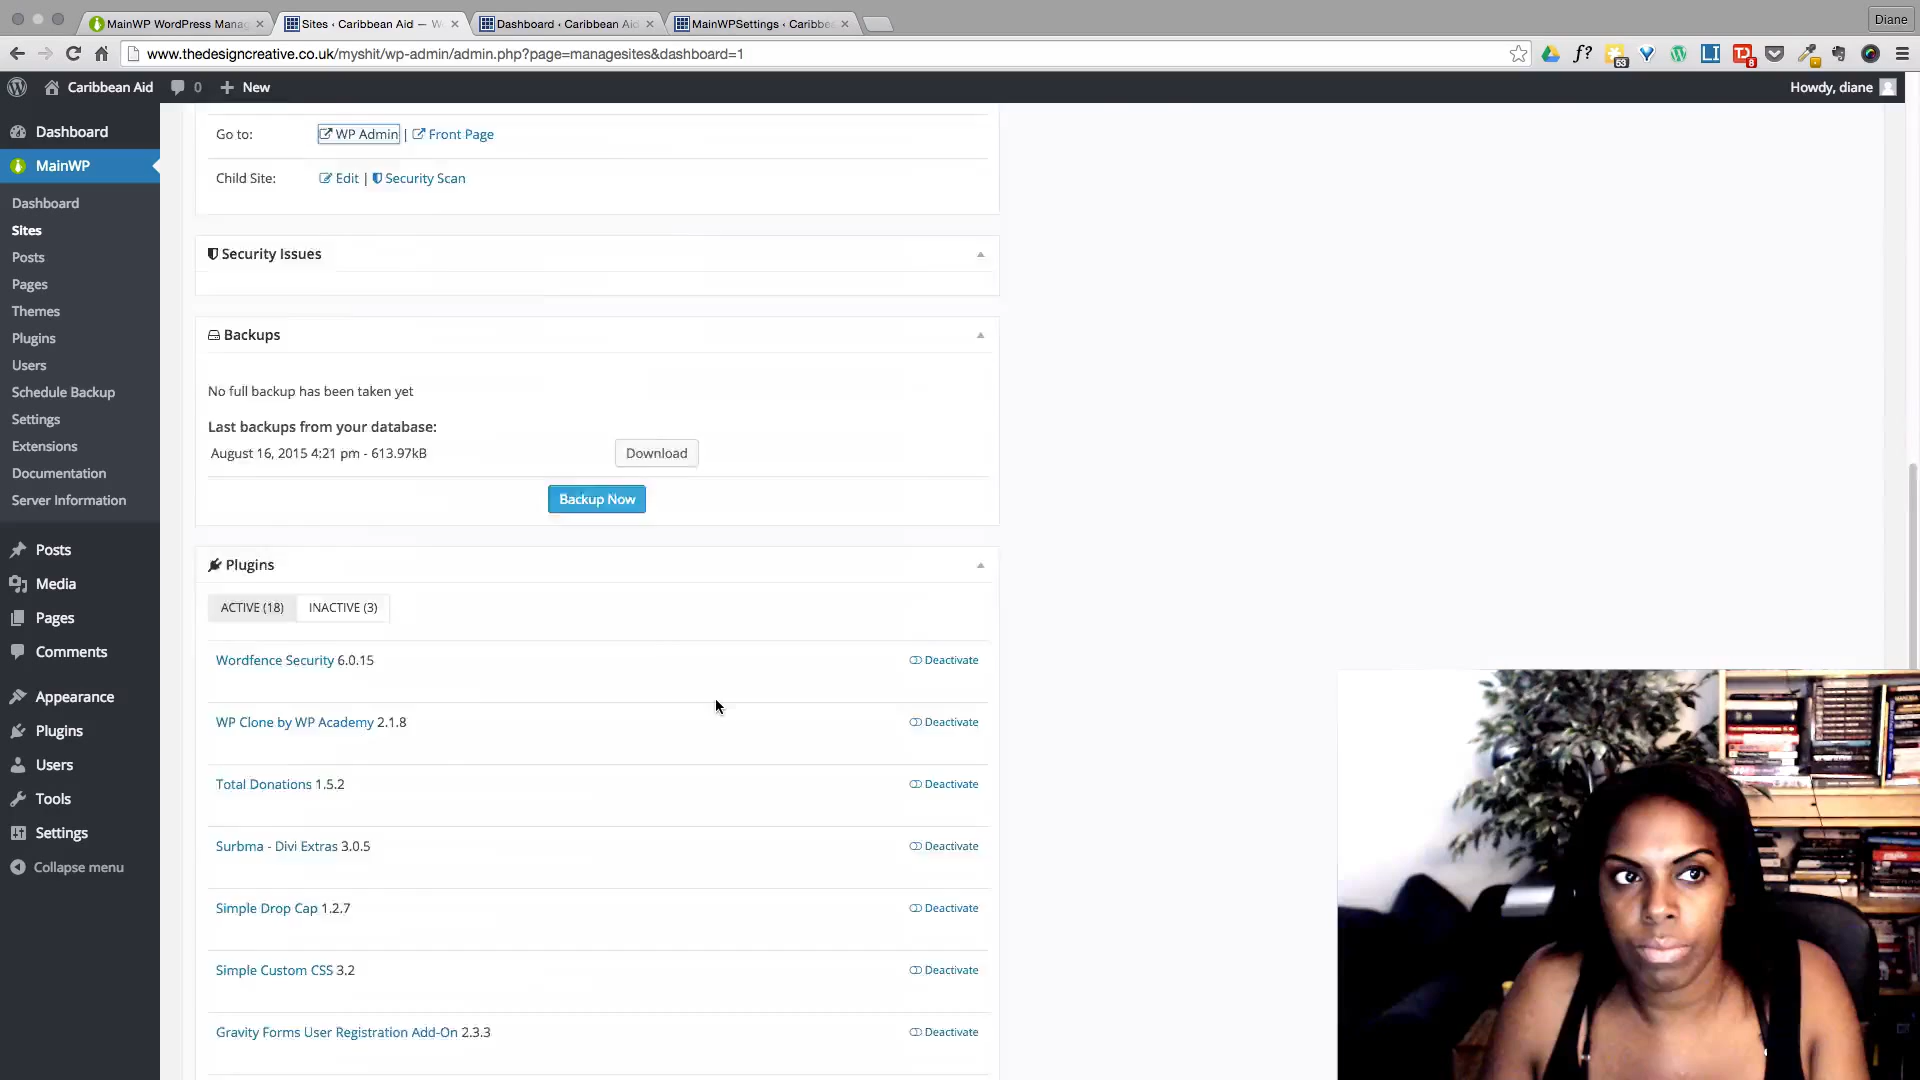 MainWP WordPress Manag
Sites ‹ Caribbean Aid — W
Dashboard ‹ Caribbean Aid
MainWPSettings ‹ Caribbe
Diane
www.thedesigncreative.co.uk/myshit/wp-admin/admin.php?page=managesites&dashboard=1
f?
53
LI
8
Caribbean Aid
0
New
Howdy, diane
Dashboard
MainWP
Dashboard
Sites
Posts
Pages
Themes
Plugins
Users
Schedule Backup
Settings
Extensions
Documentation
Server Information
Posts
Media
Pages
Comments
Appearance
Plugins
Users
Tools
Settings
Collapse menu
Go to: WP Admin | Front Page
Child Site: Edit | Security Scan
Security Issues
Backups
No full backup has been taken yet
Last backups from your database:
August 16, 2015 4:21 pm - 613.97kB Download
Backup Now
Plugins
ACTIVE (18) INACTIVE (3)
Wordfence Security 6.0.15 Deactivate
WP Clone by WP Academy 2.1.8 Deactivate
Total Donations 1.5.2 Deactivate
Surbma - Divi Extras 3.0.5 Deactivate
Simple Drop Cap 1.2.7 Deactivate
Simple Custom CSS 3.2 Deactivate
Gravity Forms User Registration Add-On 2.3.3 Deactivate